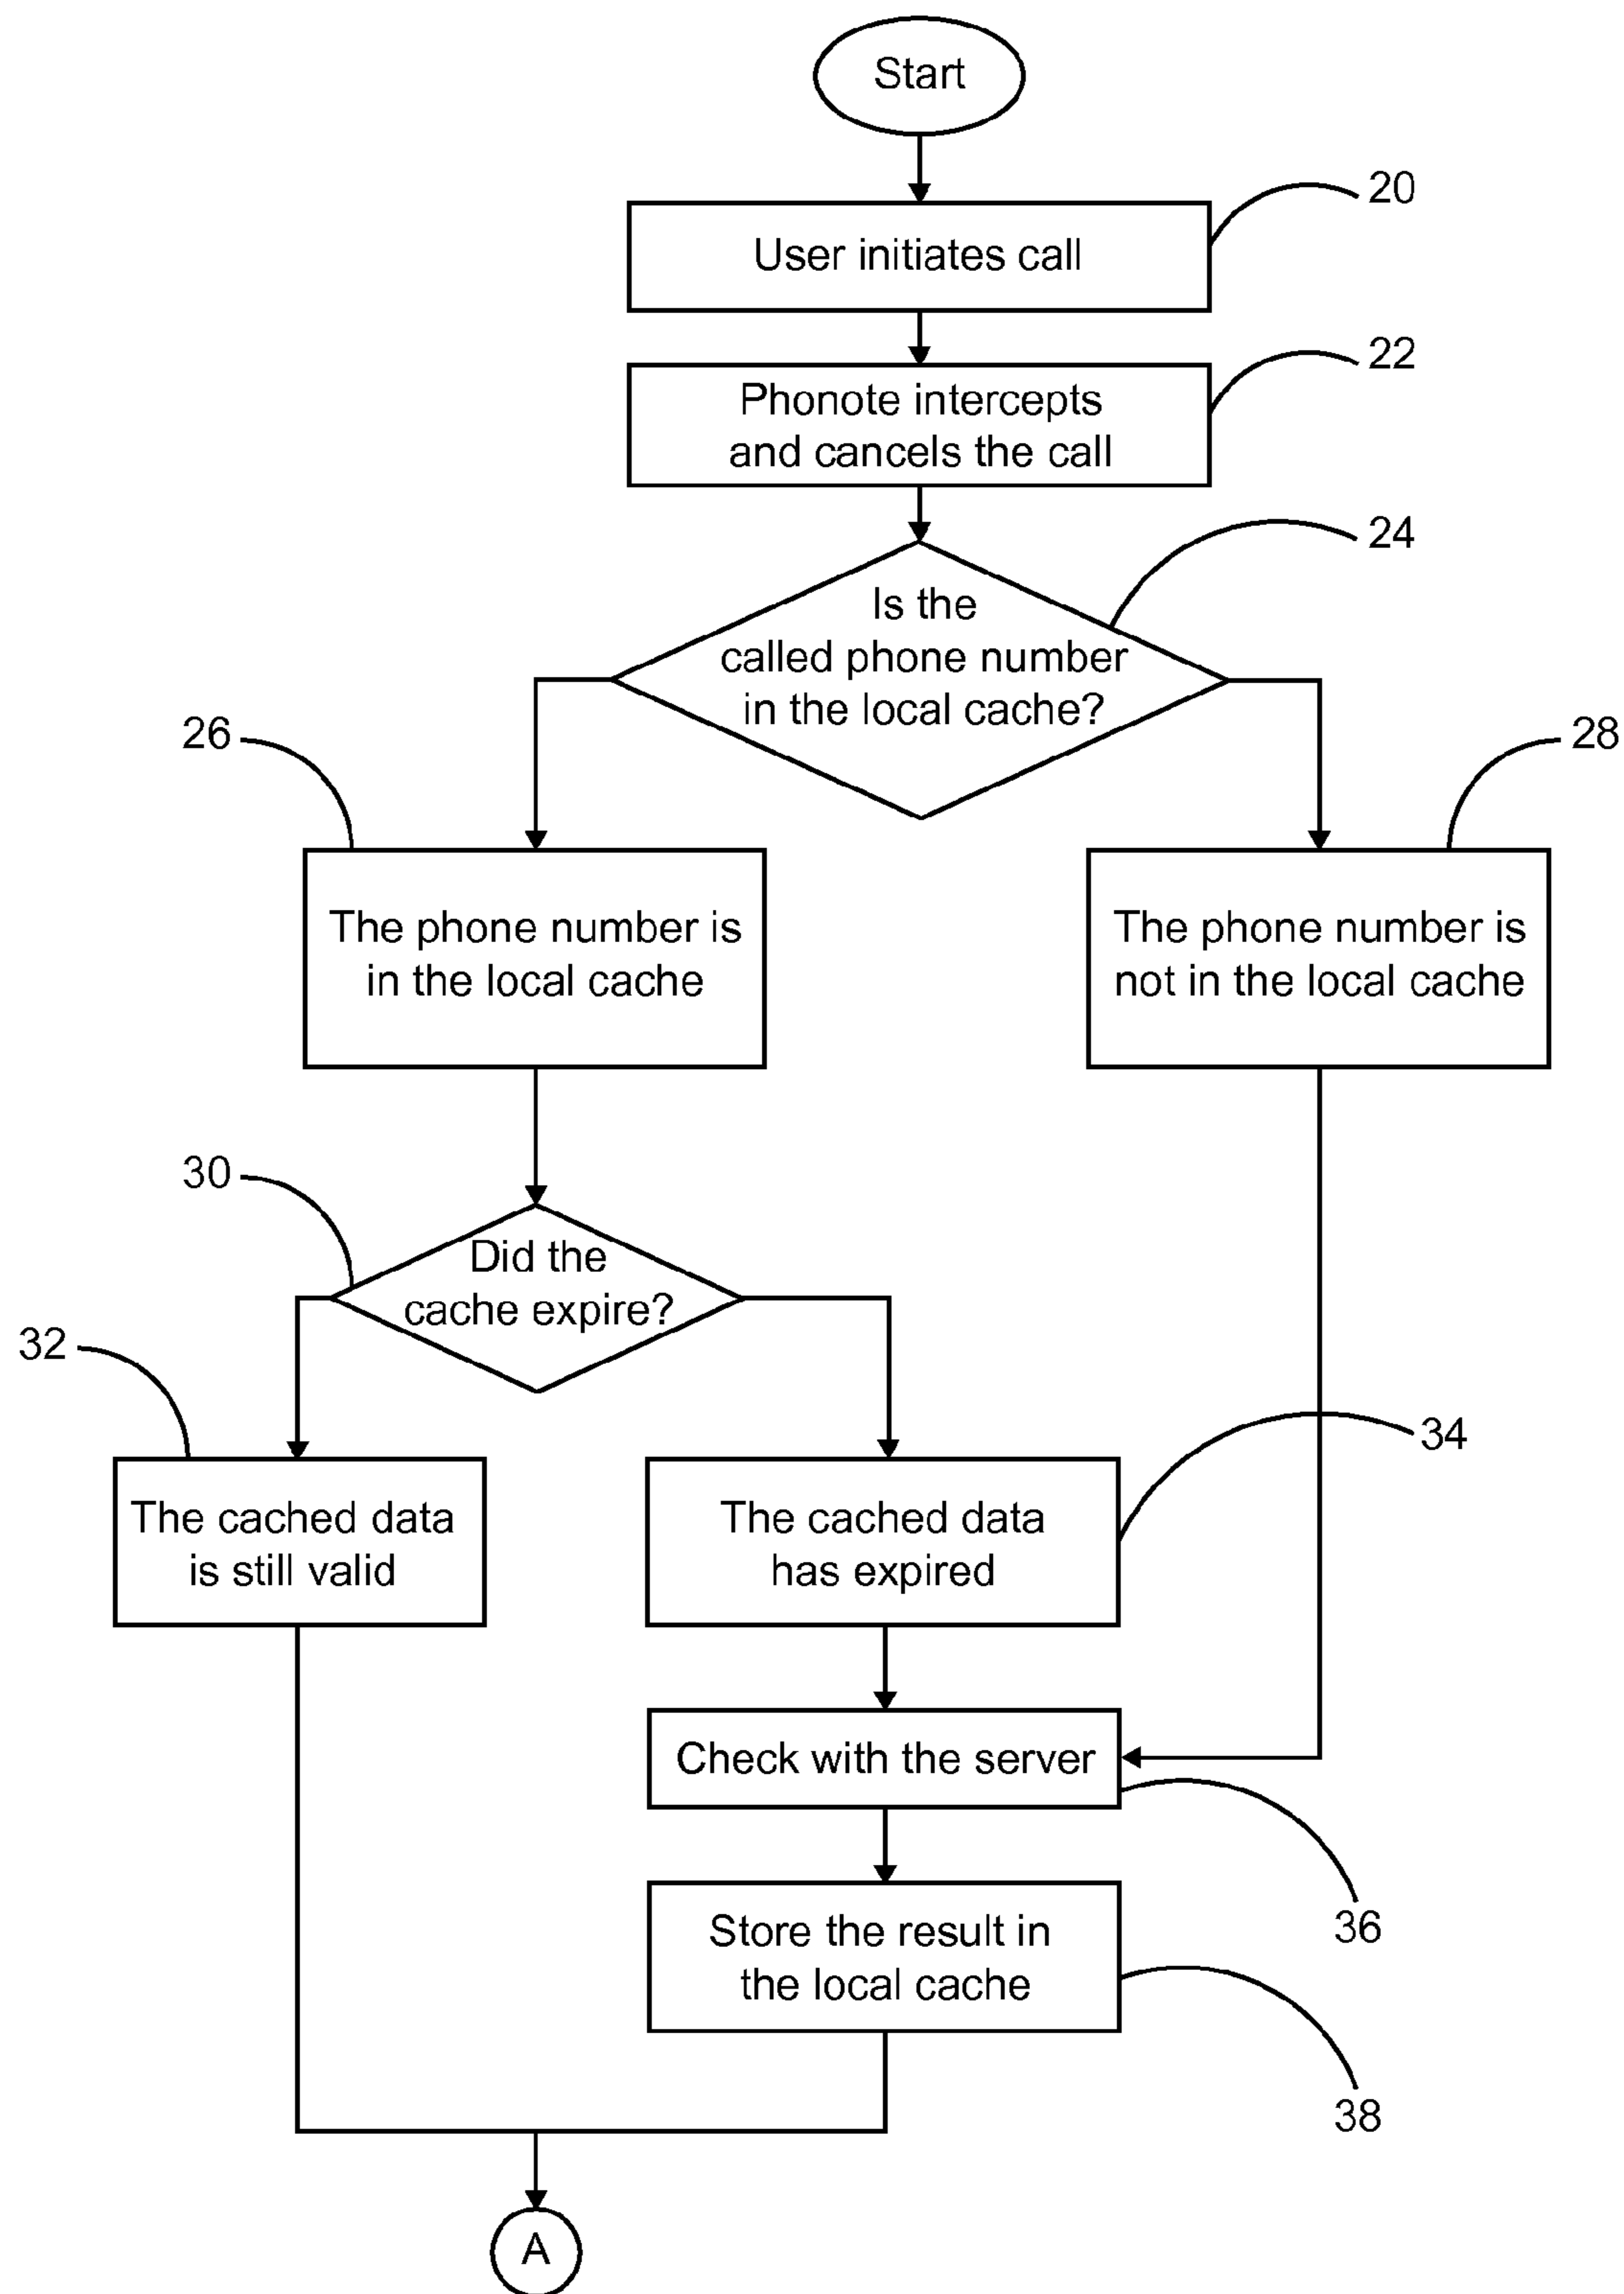 Start
20
User initiates call
22
Phonote intercepts
and cancels the call
24
Is the
called phone number
in the local cache?
26
28
The phone number is
in the local cache
The phone number is
not in the local cache
30
Did the
cache expire?
32
34
The cached data
is still valid
The cached data
has expired
Check with the server
36
Store the result in
the local cache
38
A